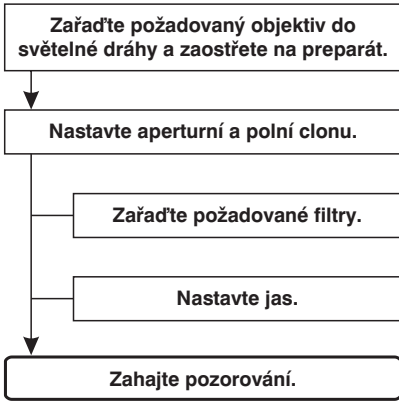 Zařaďte požadovaný objektiv do
světelné dráhy a zaostřete na preparát.
Nastavte aperturní a polní clonu.
Zařaďte požadované filtry.
Nastavte jas.
Zahajte pozorování.